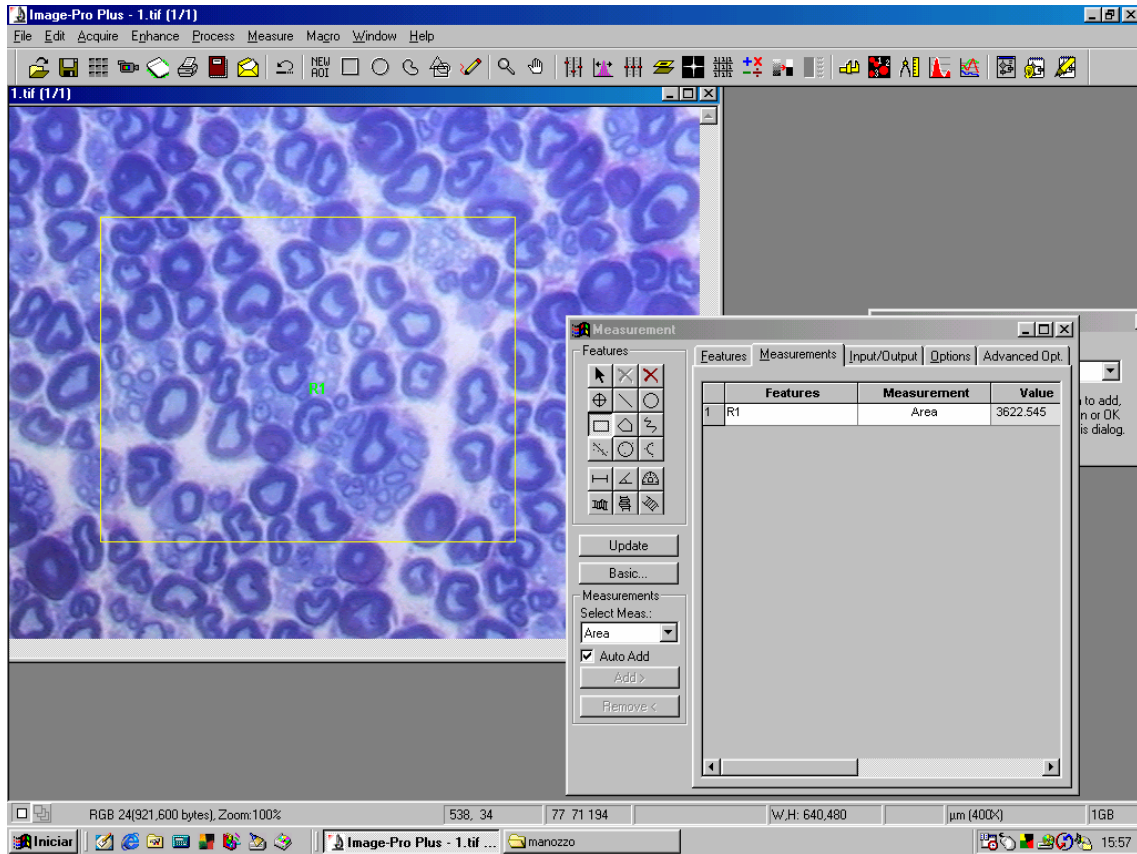 Image-Pro Plus - 1.tif (1/1)
File Edit Acquire Enhance Process Measure Macro Window Help
NEW
AOI
1.tif (1/1)
R1
Measurement
Features
Features Measurements Input/Output Options Advanced Opt.
Features Measurement Value
1 R1 Area 3622.545
to add,
n or OK
is dialog.
Update
Basic...
Measurements
Select Meas.:
Area
Auto Add
Add >
Remove <
RGB 24(921,600 bytes), Zoom:100% 538, 34 77 71 194 W,H: 640,480 µm (400X) 1GB
Iniciar Image-Pro Plus - 1.tif ... manozzo 15:57